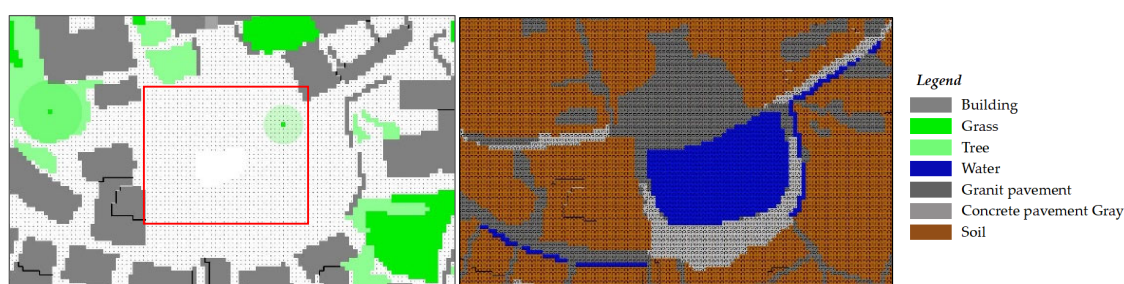 Legend
Building
Grass
Tree
Water
Granit pavement
Concrete pavement Gray
Soil